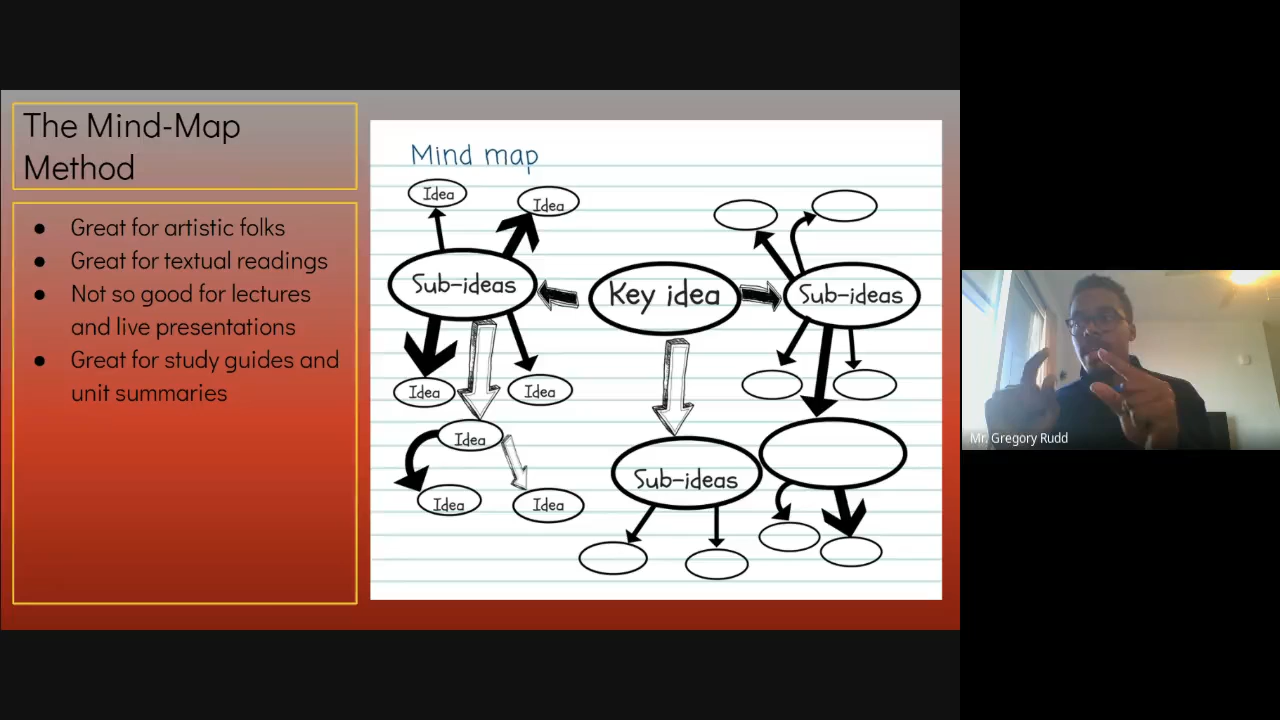 The Mind-Map
Method
● Great for artistic folks
● Great for textual readings
● Not so good for lectures
and live presentations
● Great for study guides and
unit summaries
Mind map
Idea
Idea
Sub-ideas
Key idea
Sub-ideas
Idea
Idea
Idea
Sub-ideas
Idea
Idea
Mr. Gregory Rudd